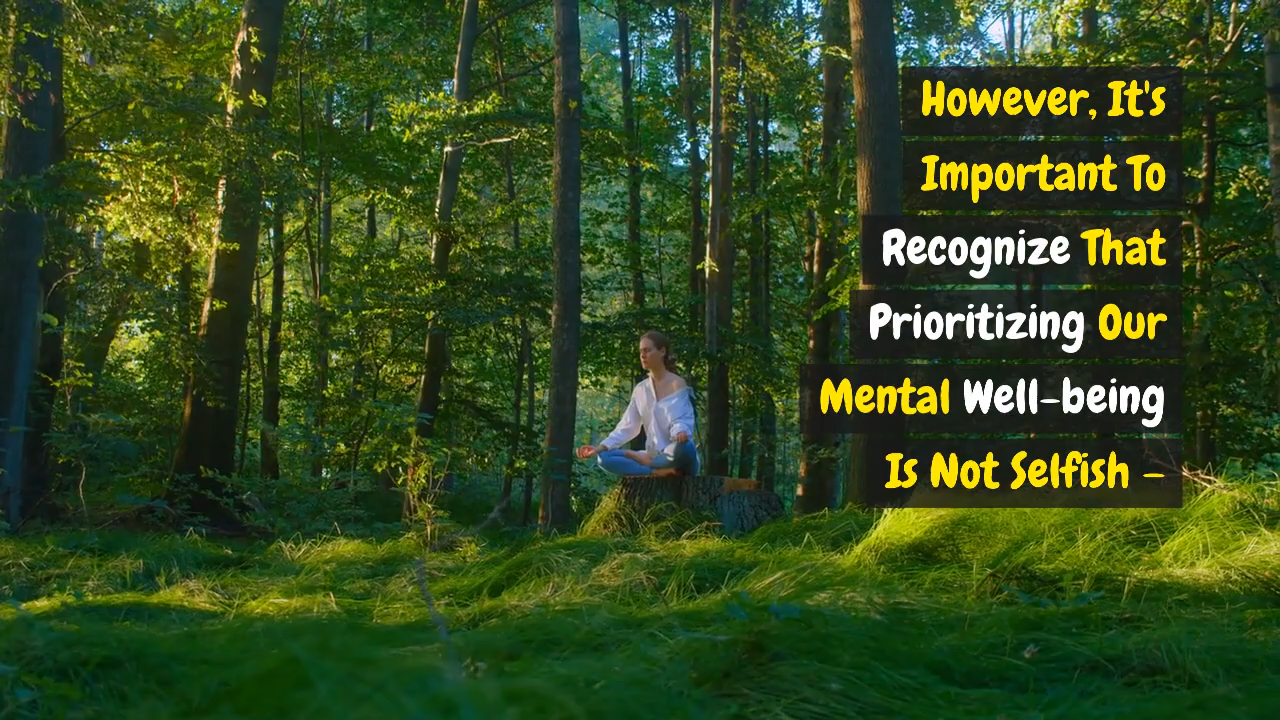 However, It's
Important To
Recognize That
Prioritizing Our
Mental Well-being
Is Not Selfish -